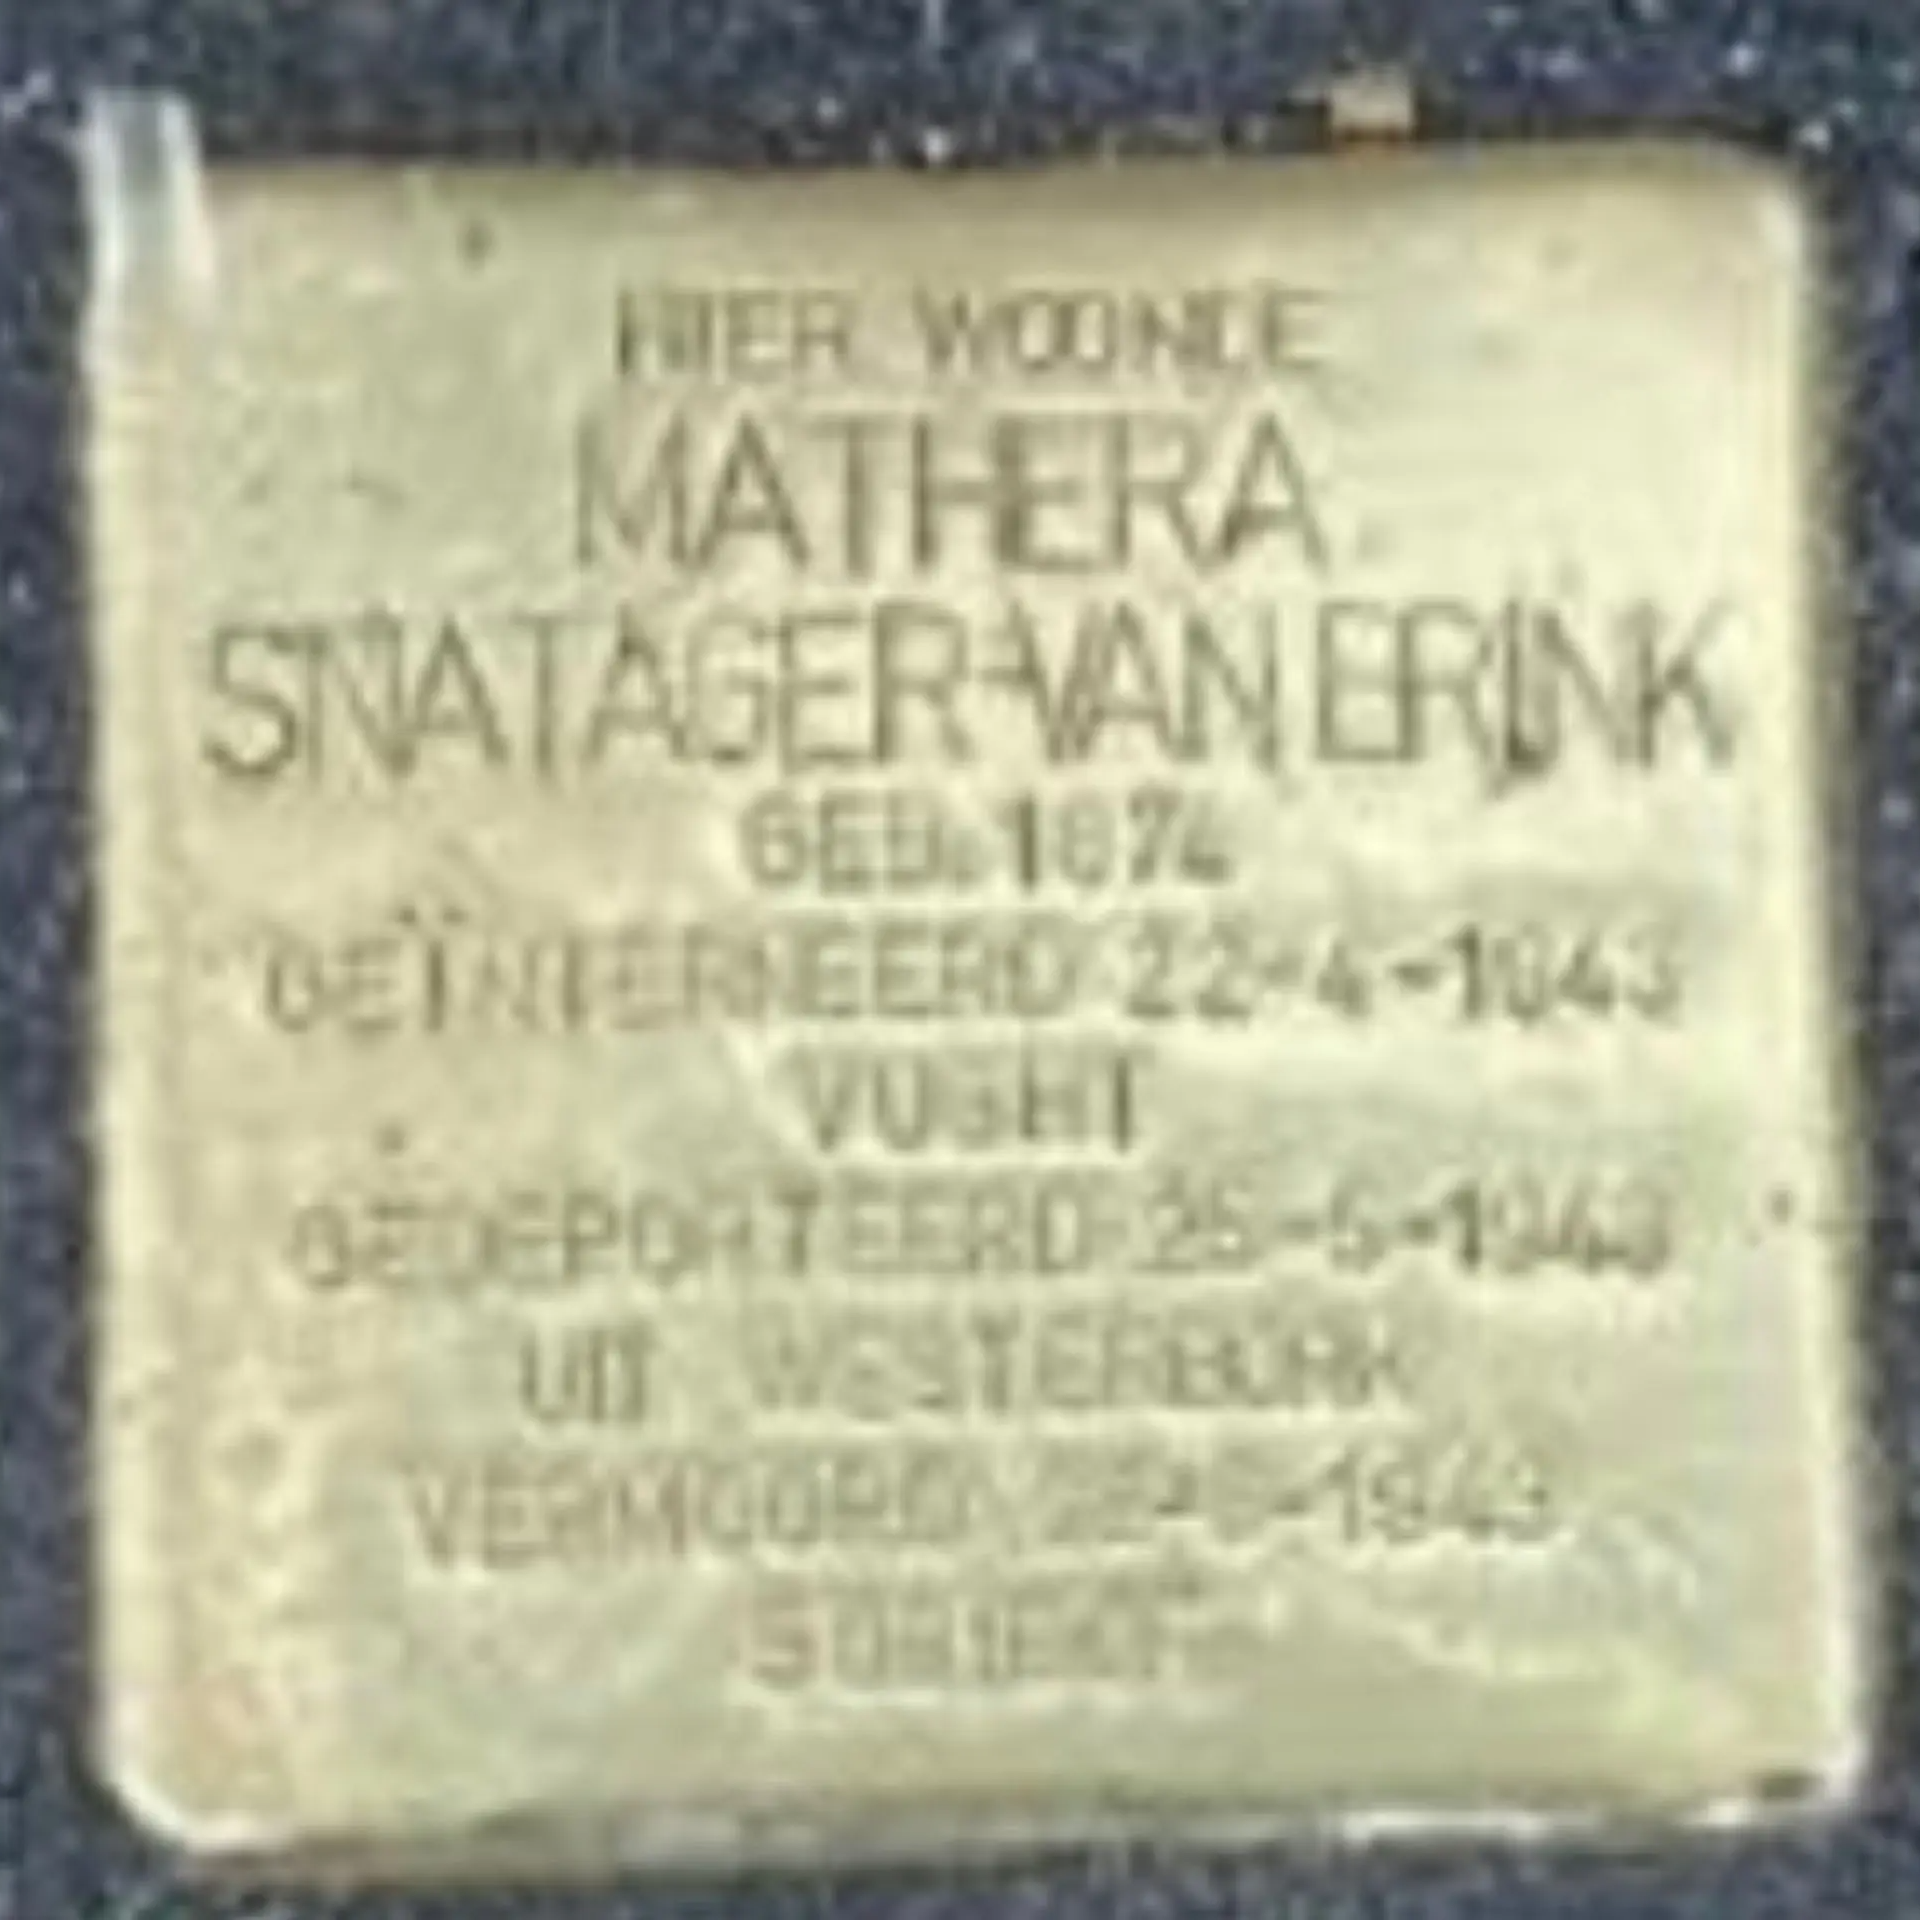 HIER WOONDE
MATHERA
SNATAGER-VAN BRINK
GEB. 1874
GEÏNTERNEERD 22-4-1943
VUGHT
GEDEPORTEERD 25-5-1943
UIT WESTERBORK
VERMOORD 1943
SOBIBOR